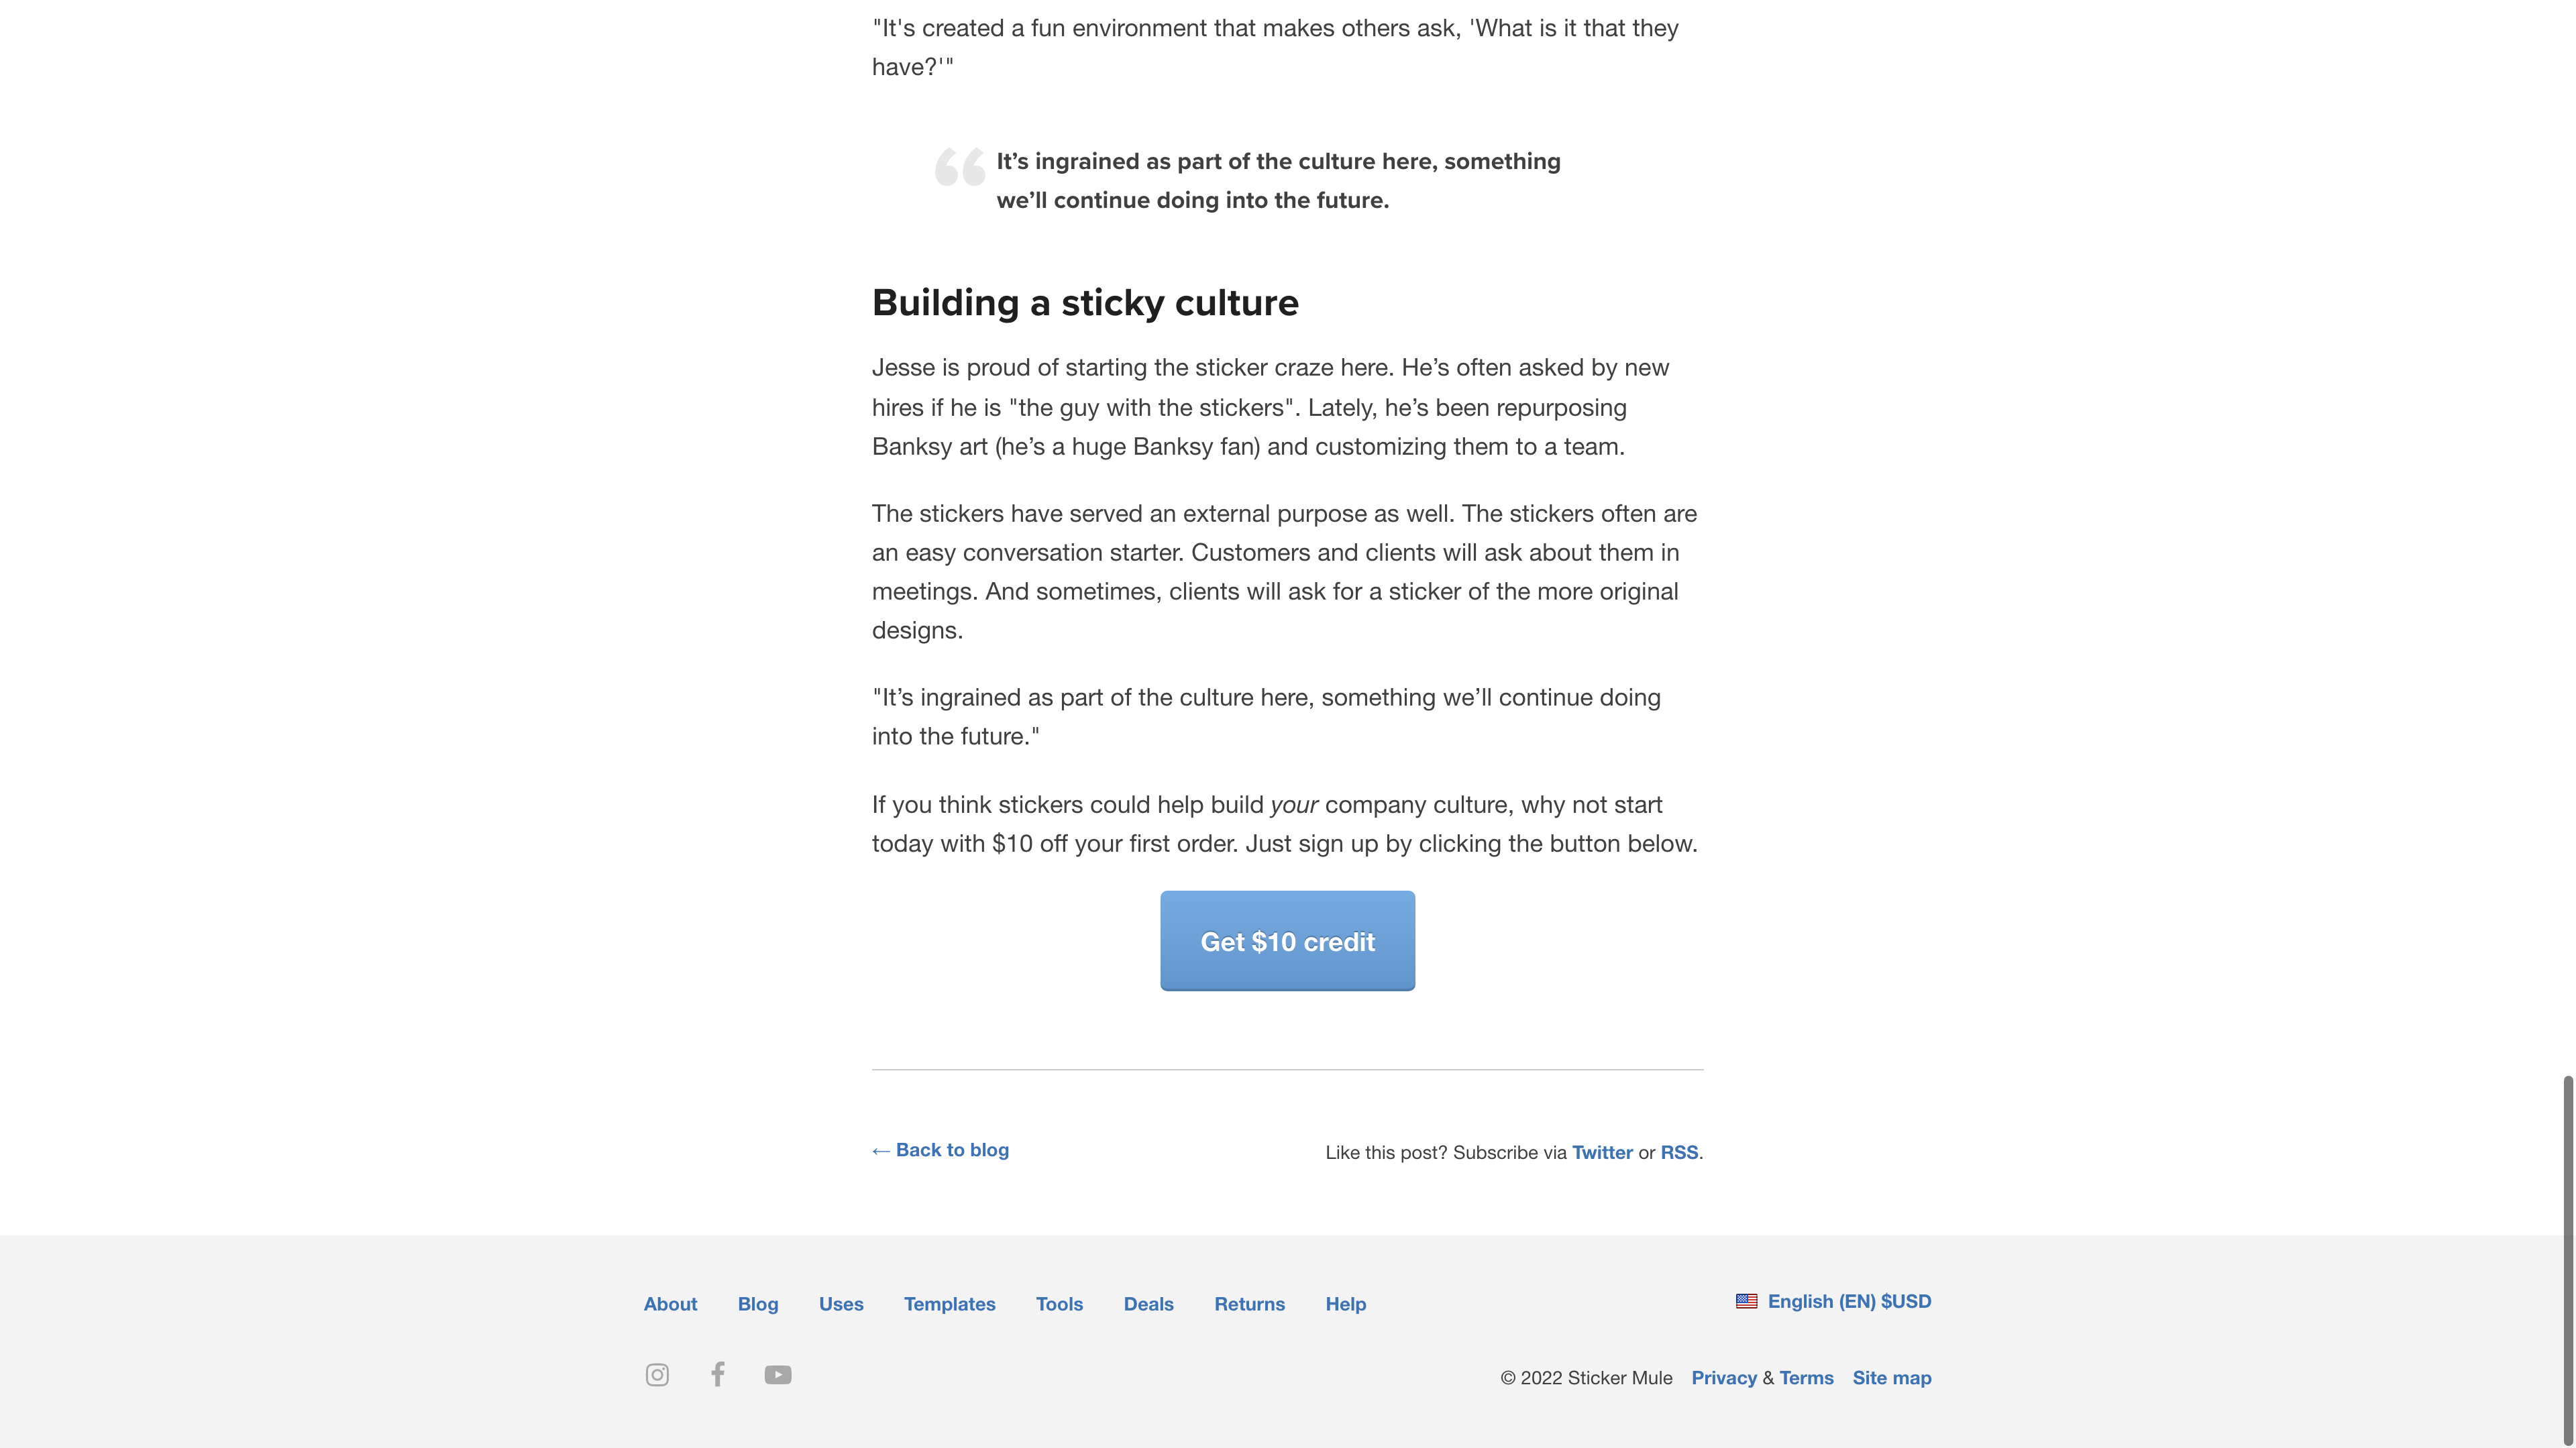 "It's created a fun environment that makes others ask, 'What is it that they
have?'"
It’s ingrained as part of the culture here, something
we’ll continue doing into the future.
Building a sticky culture
Jesse is proud of starting the sticker craze here. He’s often asked by new
hires if he is "the guy with the stickers". Lately, he’s been repurposing
Banksy art (he’s a huge Banksy fan) and customizing them to a team.
The stickers have served an external purpose as well. The stickers often are
an easy conversation starter. Customers and clients will ask about them in
meetings. And sometimes, clients will ask for a sticker of the more original
designs.
"It’s ingrained as part of the culture here, something we’ll continue doing
into the future."
If you think stickers could help build your company culture, why not start
today with $10 off your first order. Just sign up by clicking the button below.
Get $10 credit
← Back to blog
Like this post? Subscribe via Twitter or RSS.
About Blog Uses Templates Tools Deals Returns Help
English (EN) $USD
© 2022 Sticker Mule Privacy & Terms Site map